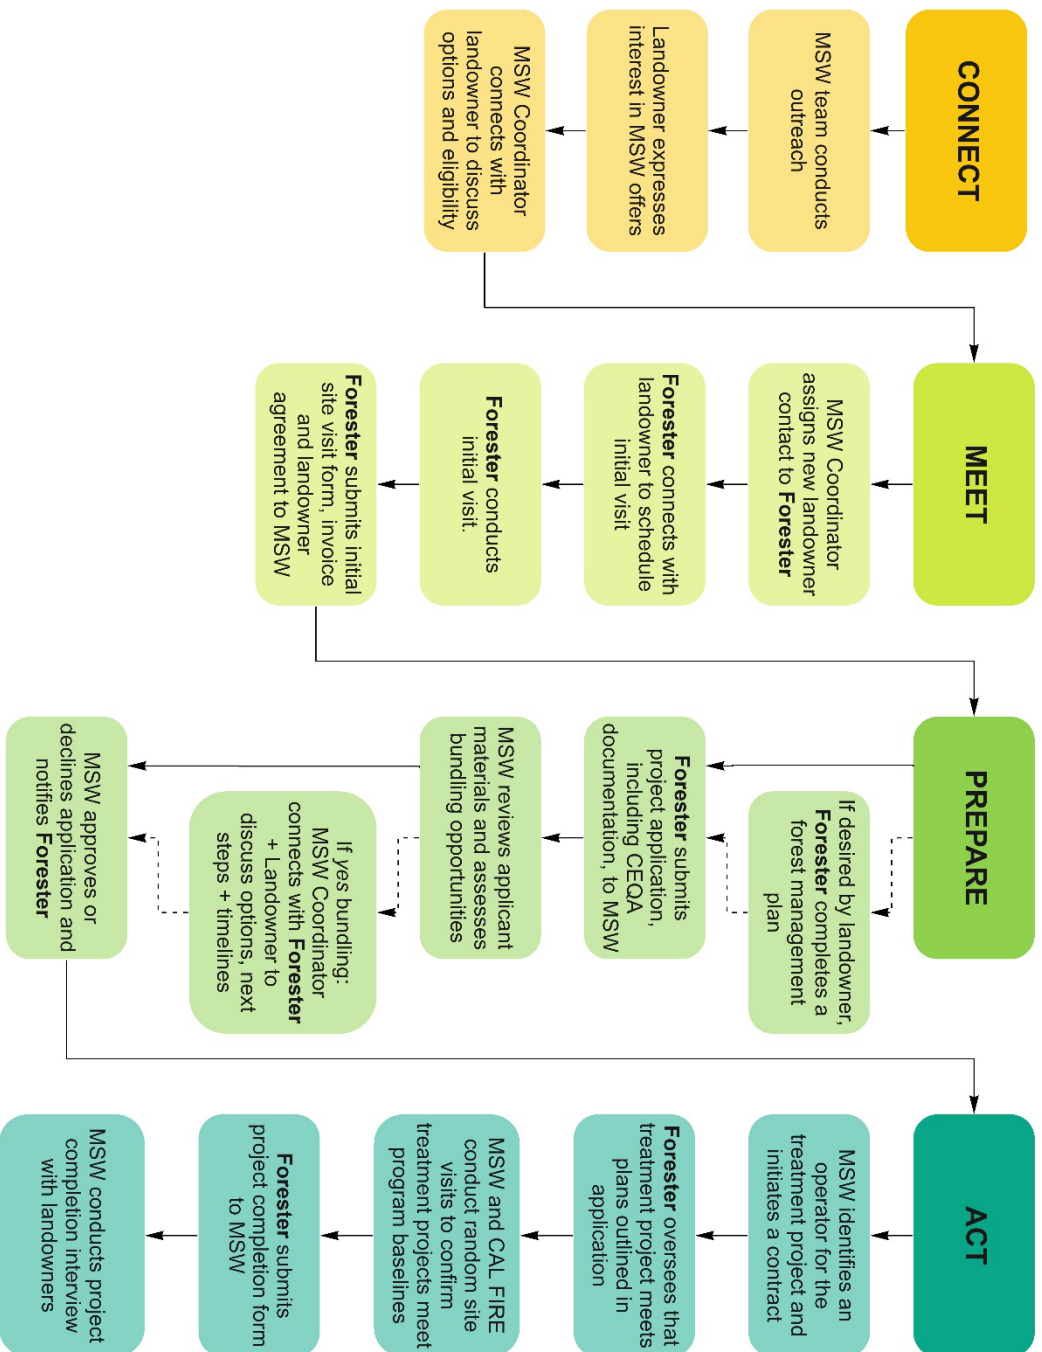 CONNECT
MSW team conducts
outreach
Landowner expresses
interest in MSW offers
MSW Coordinator
connects with
landowner to discuss
options and eligibility
MEET
MSW Coordinator
assigns new landowner
contact to Forester
Forester connects with
landowner to schedule
initial visit
Forester conducts
initial visit.
Forester submits initial
site visit form, invoice
and landowner
agreement to MSW
PREPARE
If desired by landowner,
Forester completes a
forest management
plan
Forester submits
project application,
including CEQA
documentation, to MSW
MSW reviews applicant
materials and assesses
bundling opportunities
If yes bundling:
MSW Coordinator
connects with Forester
+ Landowner to
discuss options, next
steps + timelines
MSW approves or
declines application and
notifies Forester
ACT
MSW identifies an
operator for the
treatment project and
initiates a contract
Forester oversees that
treatment project meets
plans outlined in
application
MSW and CAL FIRE
conduct random site
visits to confirm
treatment projects meet
program baselines
Forester submits
project completion form
to MSW
MSW conducts project
completion interview
with landowners